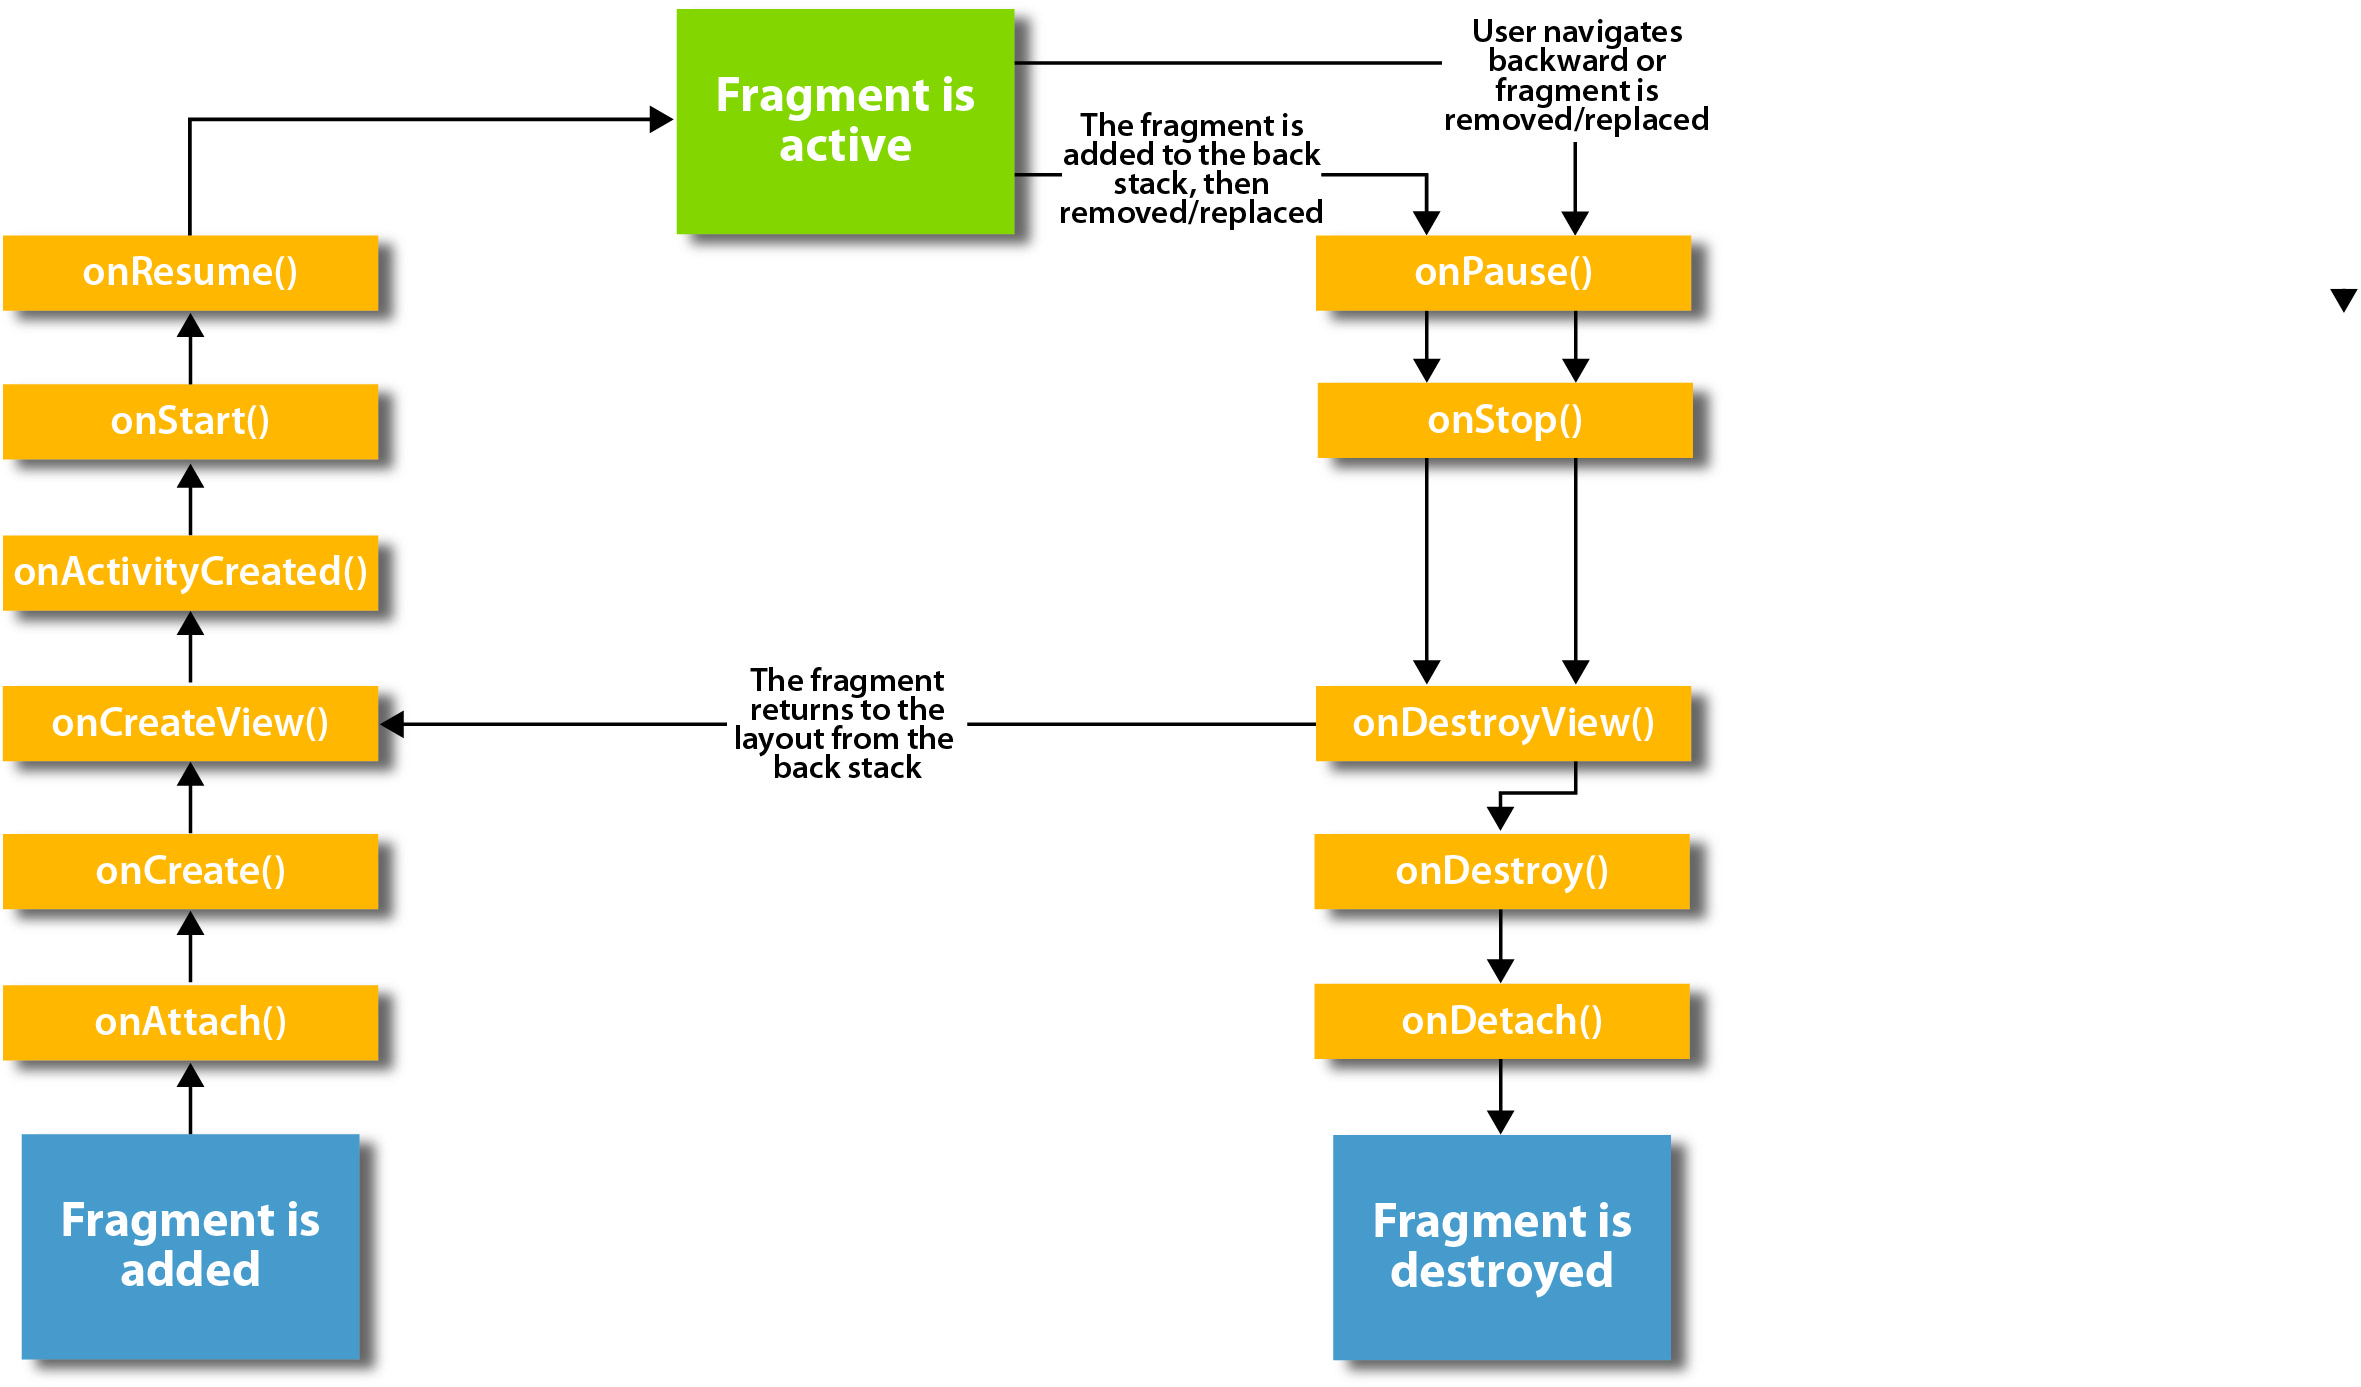 Fragment is
active
User navigates
backward or
fragment is
removed/replaced
The fragment is
added to the back
stack, then
removed/replaced
onResume()
onPause()
onStart()
onStop()
onActivityCreated()
The fragment
returns to the
layout from the
back stack
onCreateView()
onDestroyView()
onCreate()
onDestroy()
onAttach()
onDetach()
Fragment is
added
Fragment is
destroyed